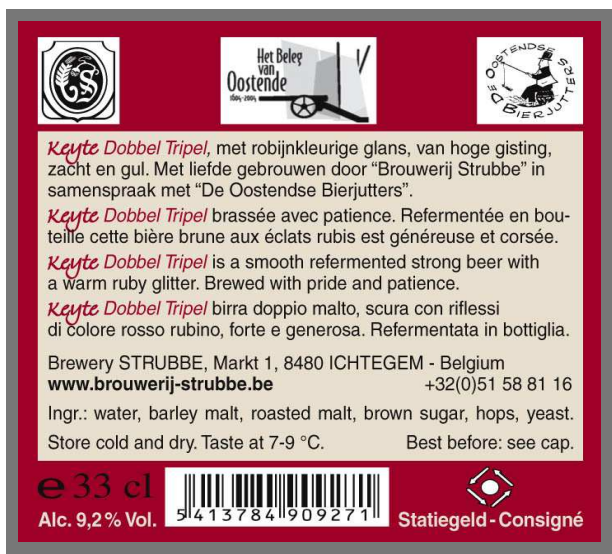 Het Beleg
van
Oostende
1604-2004
DE OOSTENDSE BIERJUTTERS
Keyte Dobbel Tripel, met robijnkleurige glans, van hoge gisting,
zacht en gul. Met liefde gebrouwen door “Brouwerij Strubbe” in
samenspraak met “De Oostendse Bierjutters”.
Keyte Dobbel Tripel brassée avec patience. Refermentée en bou-
teille cette bière brune aux éclats rubis est généreuse et corsée.
Keyte Dobbel Tripel is a smooth refermented strong beer with
a warm ruby glitter. Brewed with pride and patience.
Keyte Dobbel Tripel birra doppio malto, scura con riflessi
di colore rosso rubino, forte e generosa. Refermentata in bottiglia.
Brewery STRUBBE, Markt 1, 8480 ICHTEGEM - Belgium
www.brouwerij-strubbe.be +32(0)51 58 81 16
Ingr.: water, barley malt, roasted malt, brown sugar, hops, yeast.
Store cold and dry. Taste at 7-9 °C. Best before: see cap.
e 33 cl
Alc. 9,2% Vol.
5 413784 909271
Statiegeld - Consigné